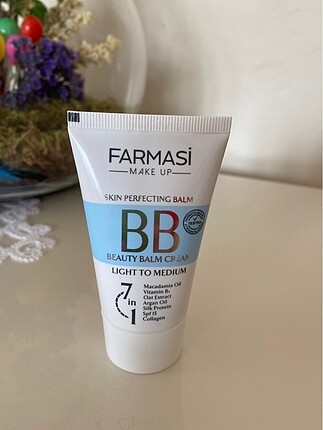 FARMASi
MAKE UP
SKIN PERFECTING BALM
BB
BEAUTY BALM CREAM
LIGHT TO MEDIUM
7 in 1
Macadamia Oil
Vitamin B₅
Oat Extract
Argan Oil
Silk Protein
Spf 15
Collagen